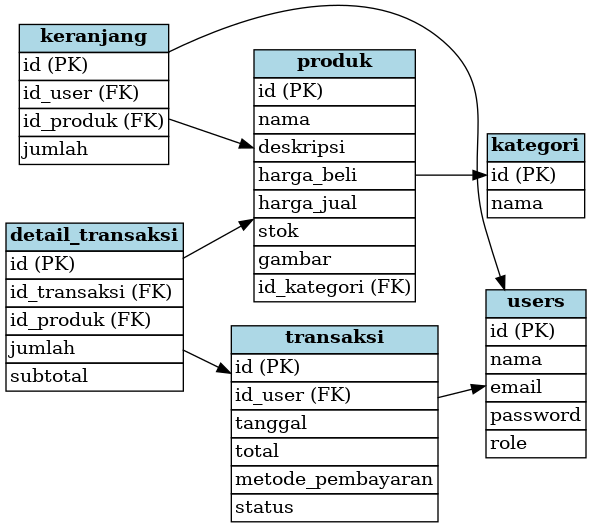 keranjang
id (PK)
id_user (FK)
id_produk (FK)
jumlah
produk
id (PK)
nama
deskripsi
harga_beli
harga_jual
stok
gambar
id_kategori (FK)
kategori
id (PK)
nama
detail_transaksi
id (PK)
id_transaksi (FK)
id_produk (FK)
jumlah
subtotal
transaksi
id (PK)
id_user (FK)
tanggal
total
metode_pembayaran
status
users
id (PK)
nama
email
password
role